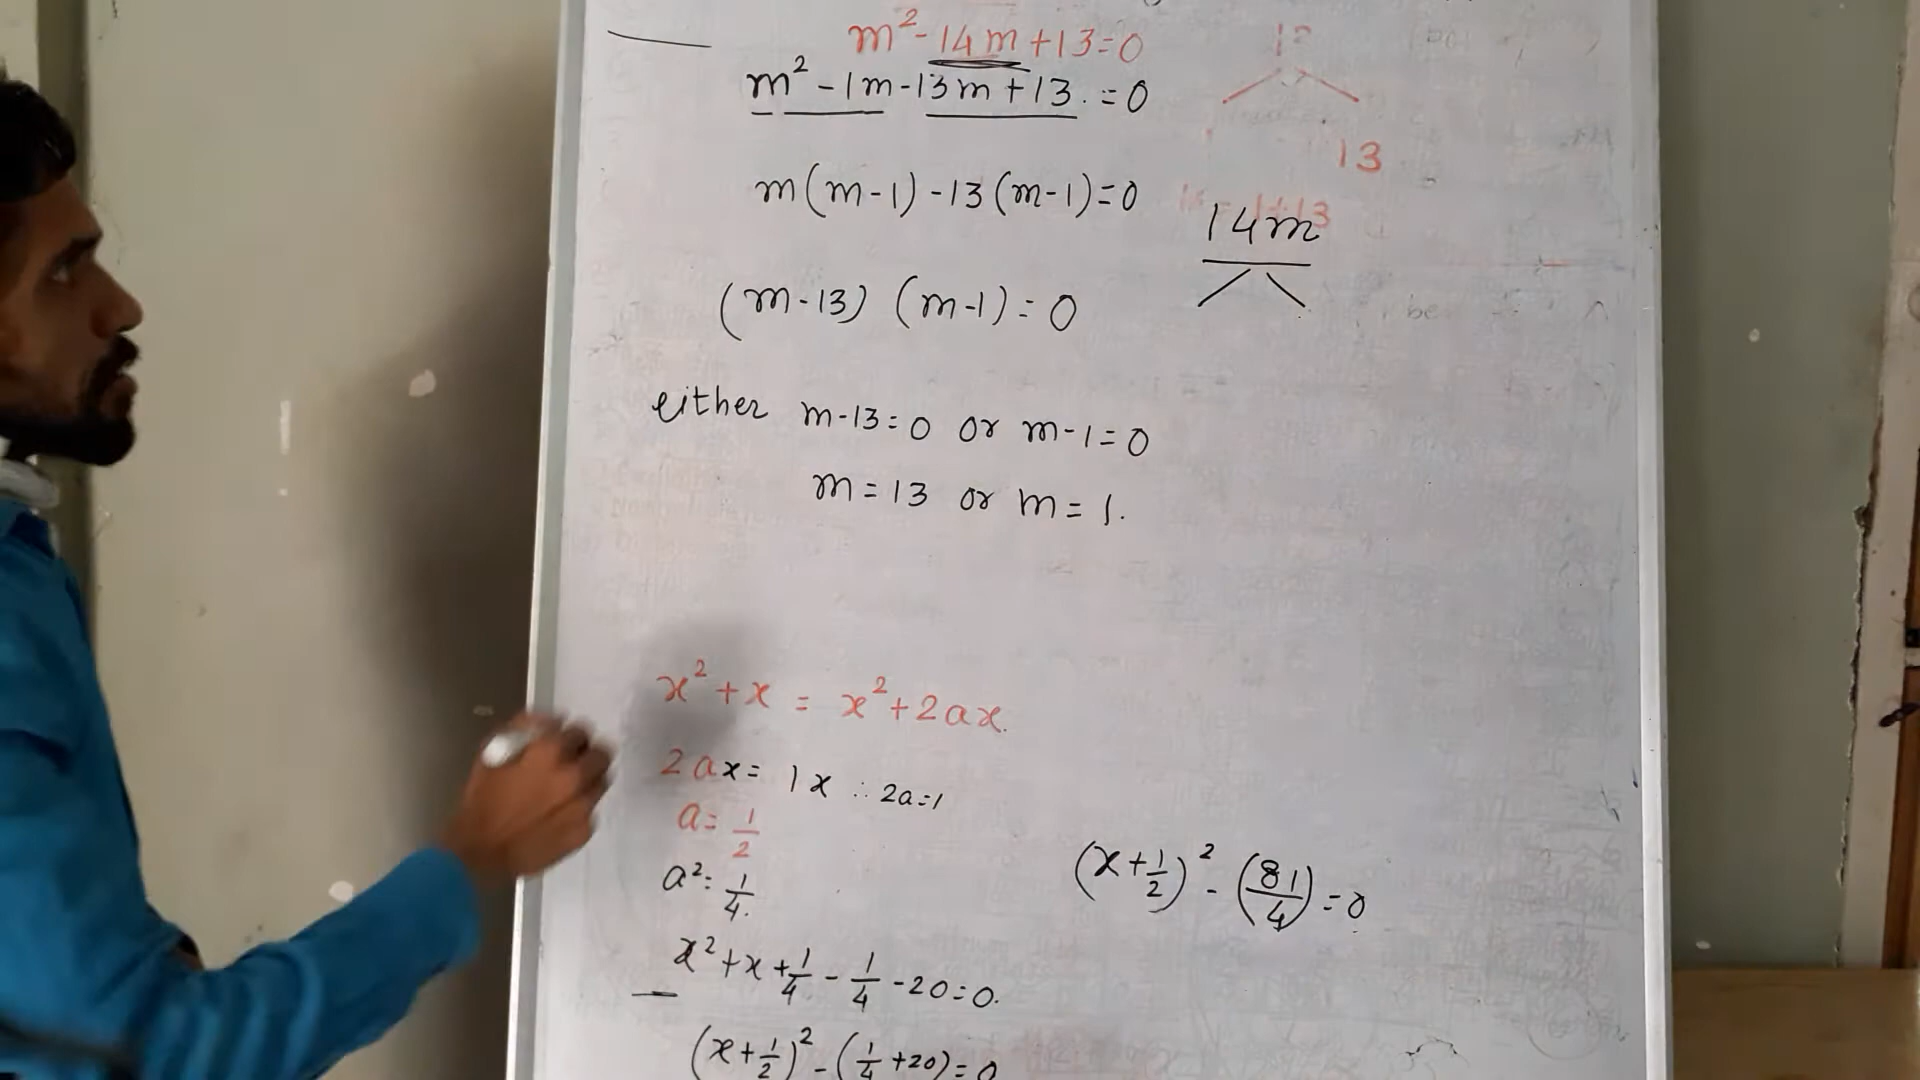 m²-14m+13=0
m²-1m-13m+13.=0
13
m(m-1)-13(m-1)=0
14m
(m-13) (m-1)=0
either m-13=0 or m-1=0
m=13 or m=1.
x²+x = x²+2ax.
2ax= 1x ∴ 2a=1
a=1/2
a²=1/4.
(x+1/2)²-(81/4)=0
x²+x+1/4-1/4-20=0.
(x+1/2)²-(1/4+20)=0